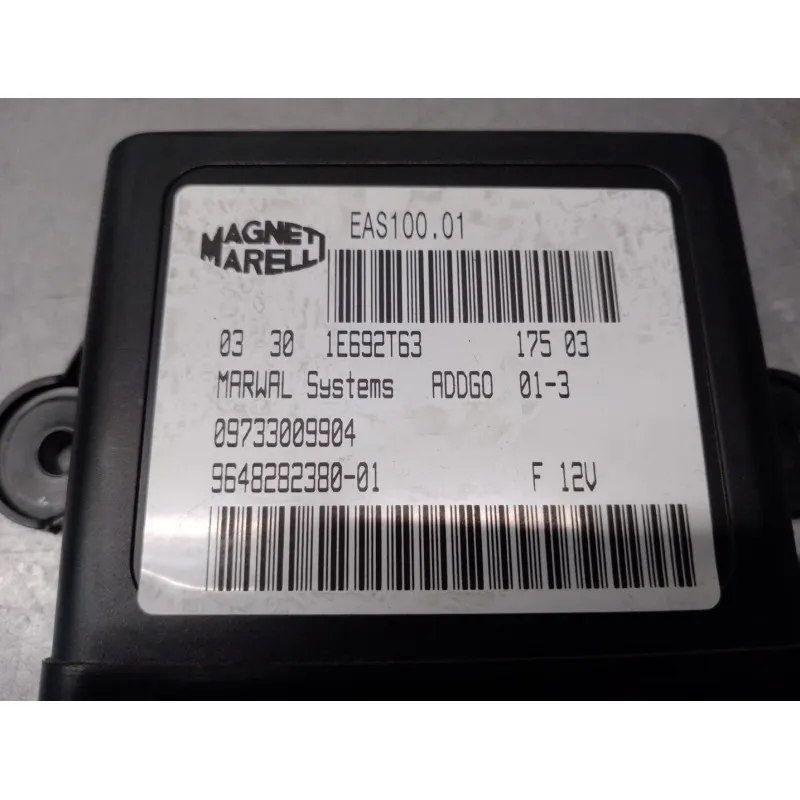 MAGNETI
MARELLI
EAS100.01
03 30 1E692T63 175 03
MARWAL Systems ADDGO 01-3
09733009904
9648282380-01 F 12V